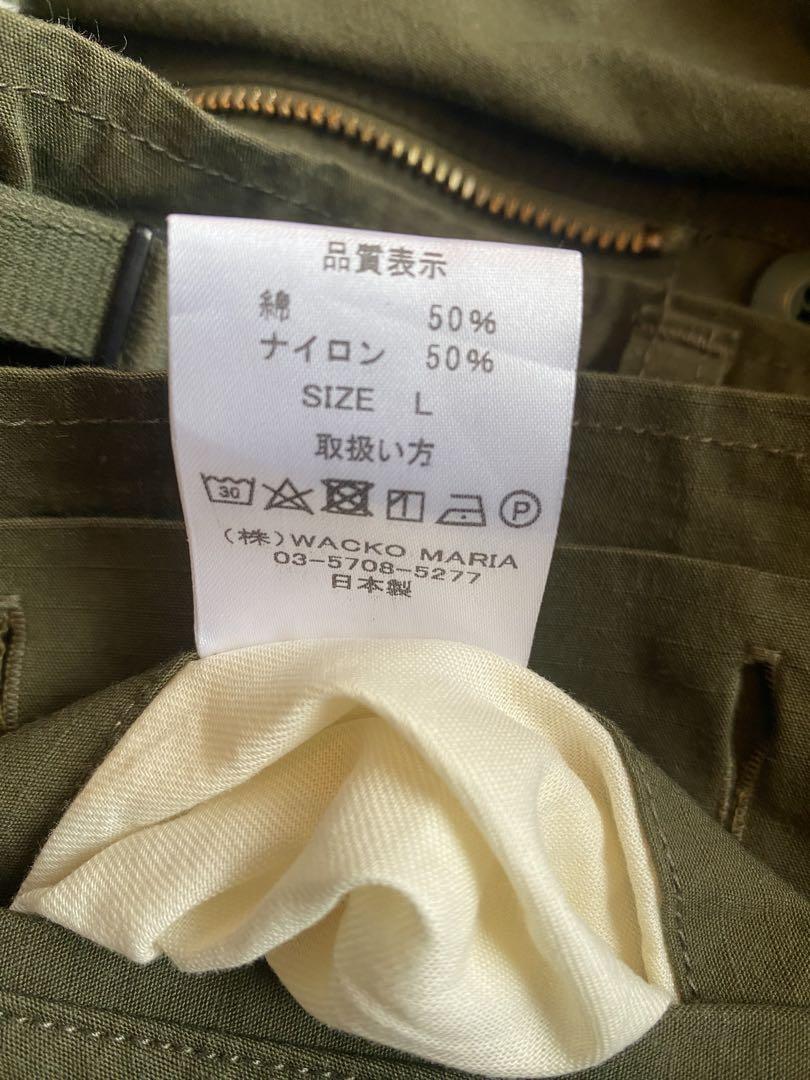 品質表示
綿 50%
ナイロン 50%
SIZE L
取扱い方
30 P
(株)WACKO MARIA
03-5708-5277
日本製